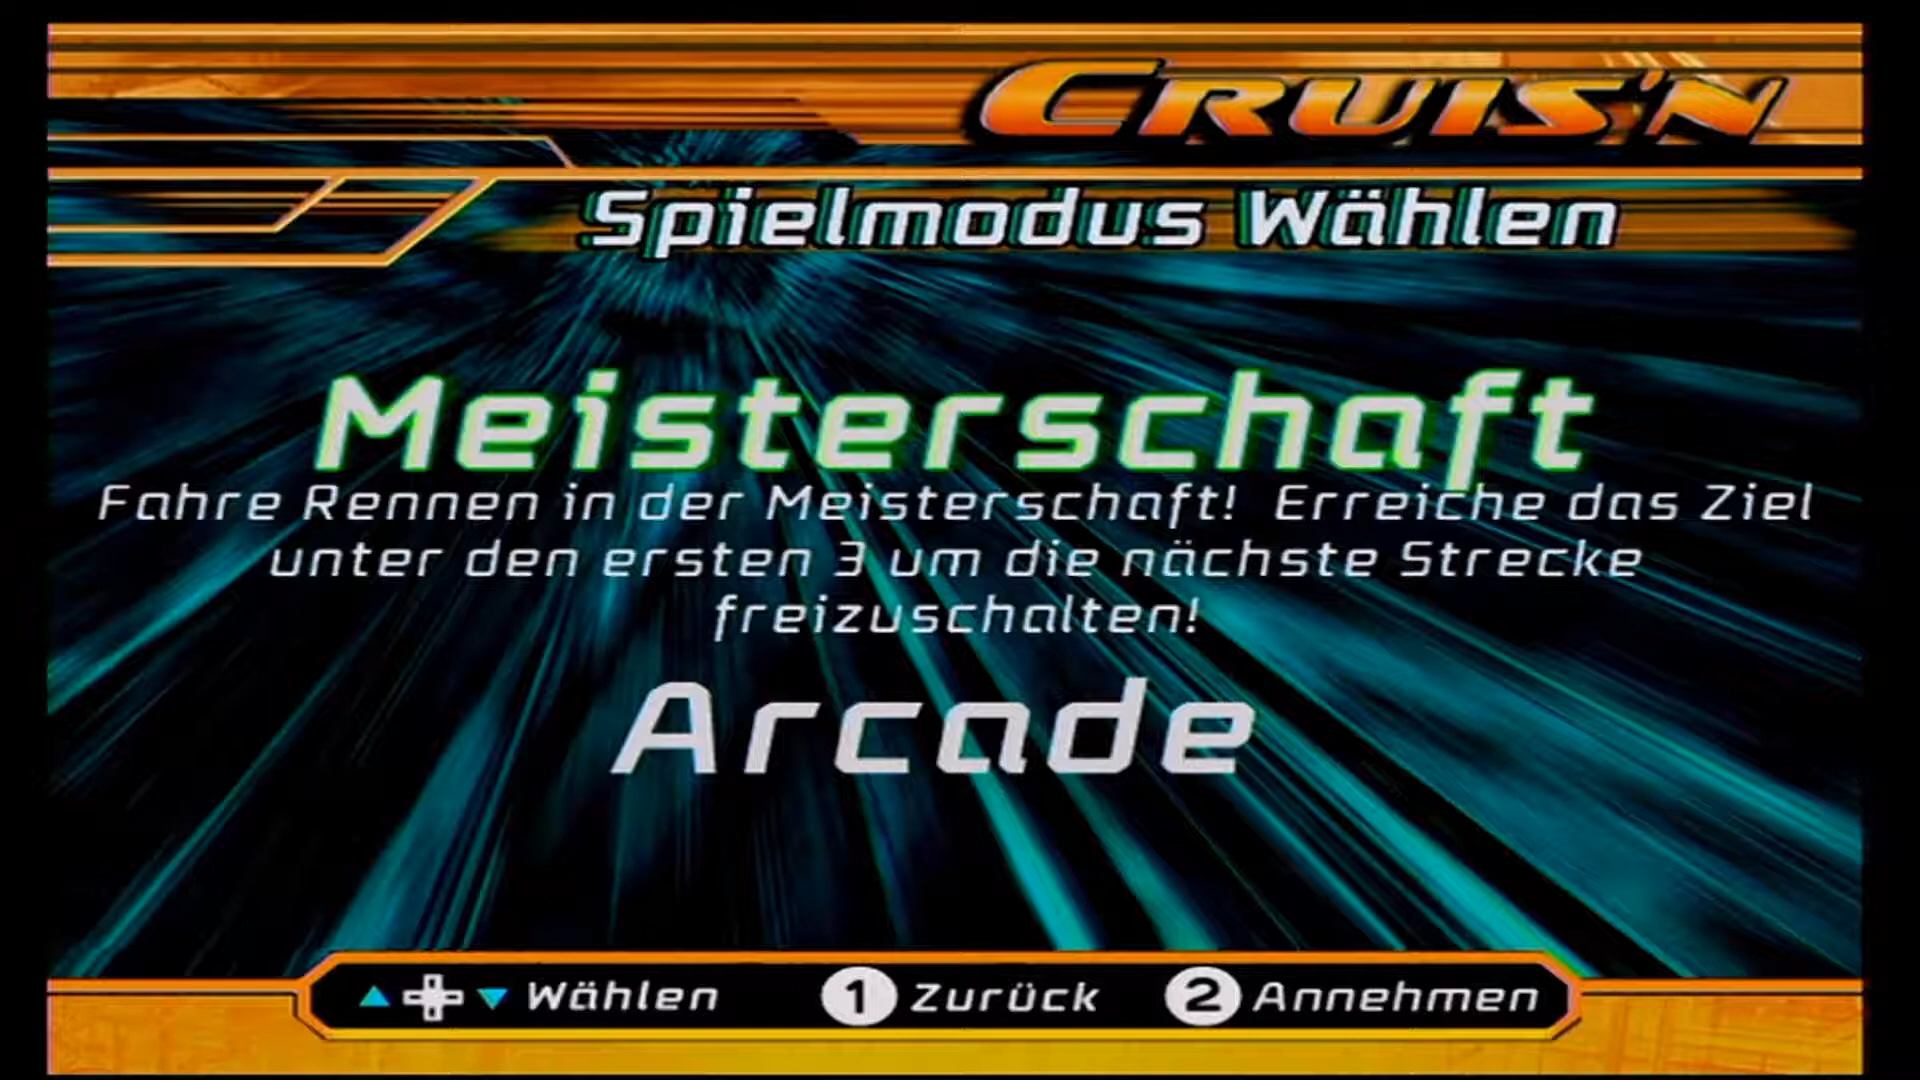 CRUIS'N
Spielmodus Wählen
Meisterschaft
Fahre Rennen in der Meisterschaft! Erreiche das Ziel
unter den ersten 3 um die nächste Strecke
freizuschalten!
Arcade
Wählen 1 Zurück 2 Annehmen